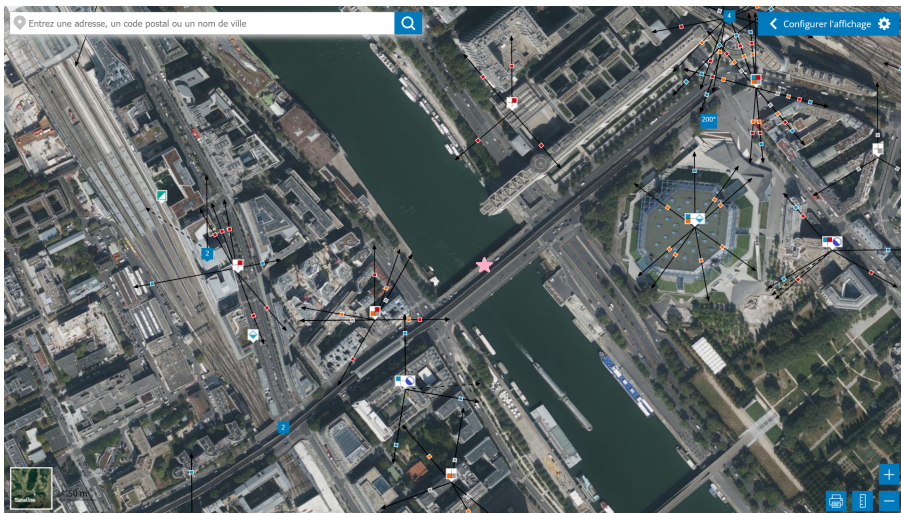 Entrez une adresse, un code postal ou un nom de ville
4
Configurer l'affichage
200°
2
2
Satellite
50 m